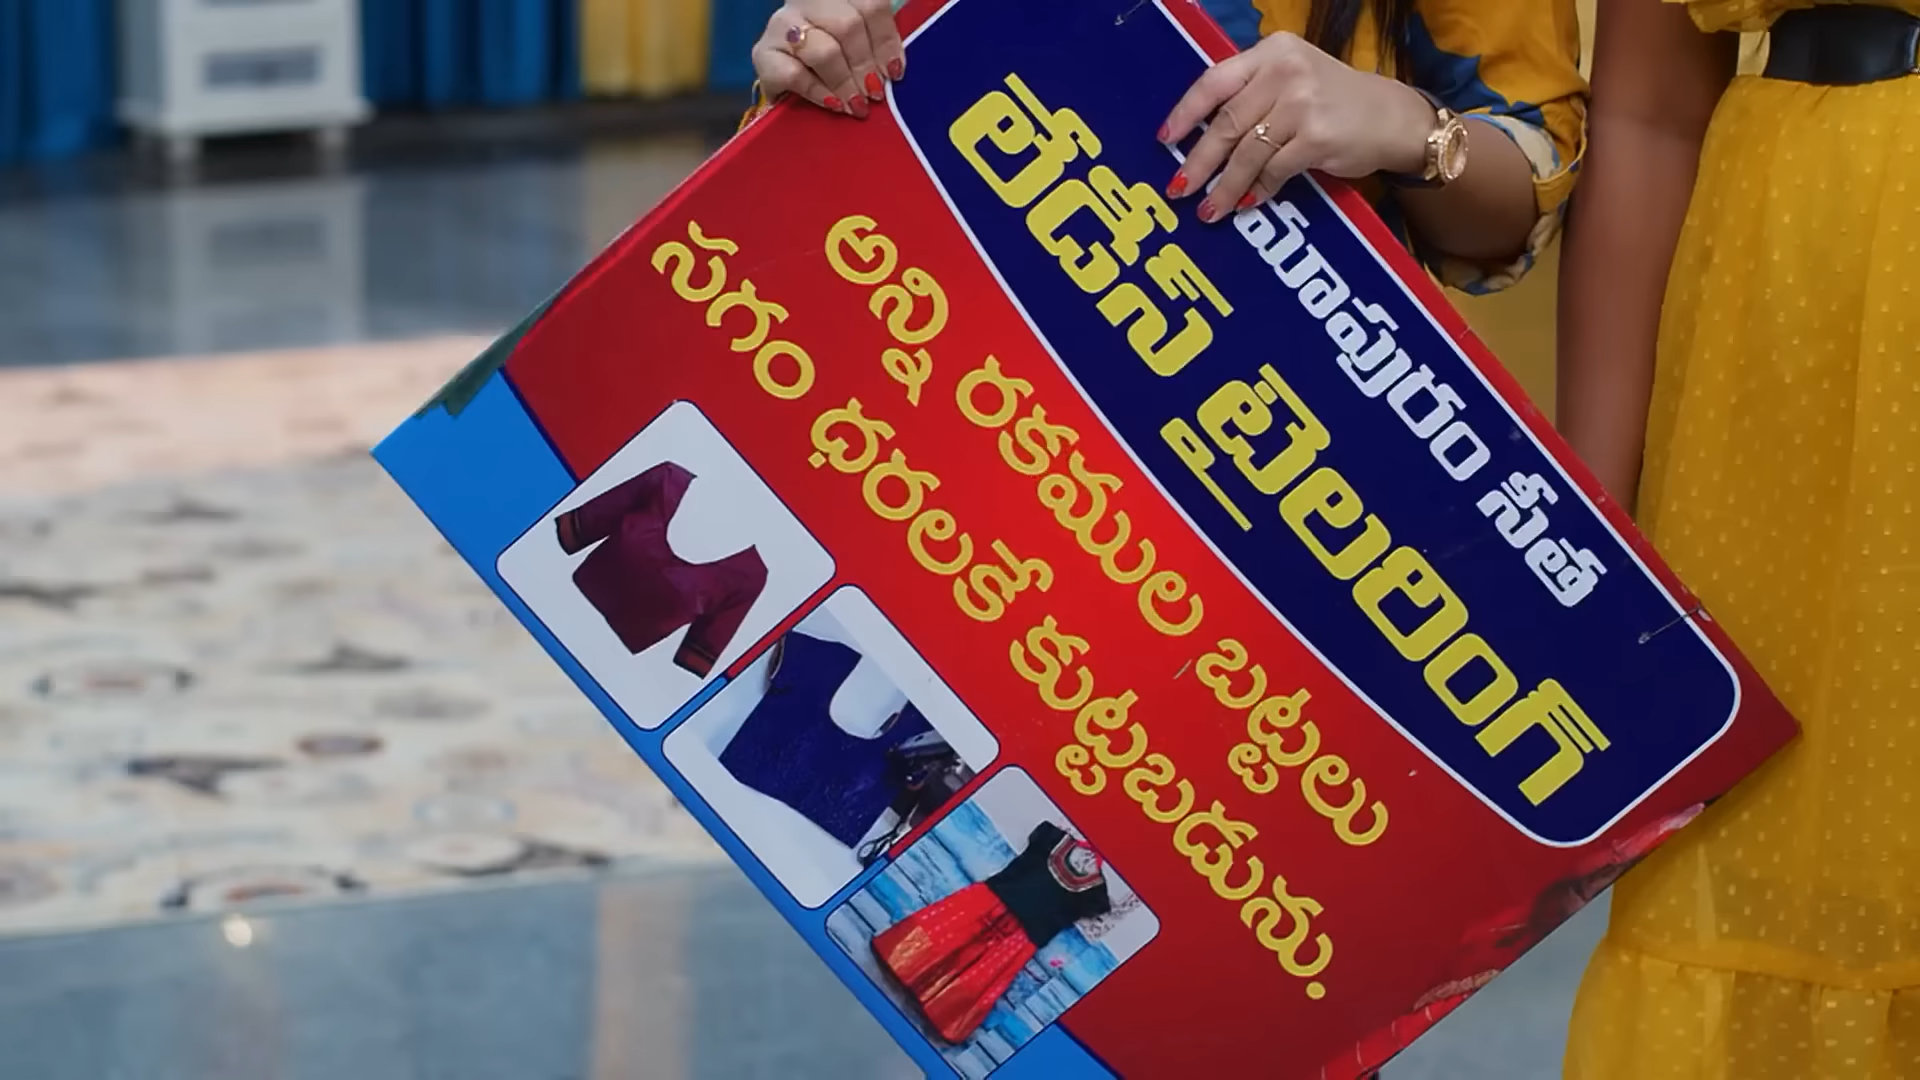 మాపురం సీతా
లేడీస్ టైలరింగ్
అన్ని రకముల బట్టలు
సగం ధరలకే కుట్టబడును.